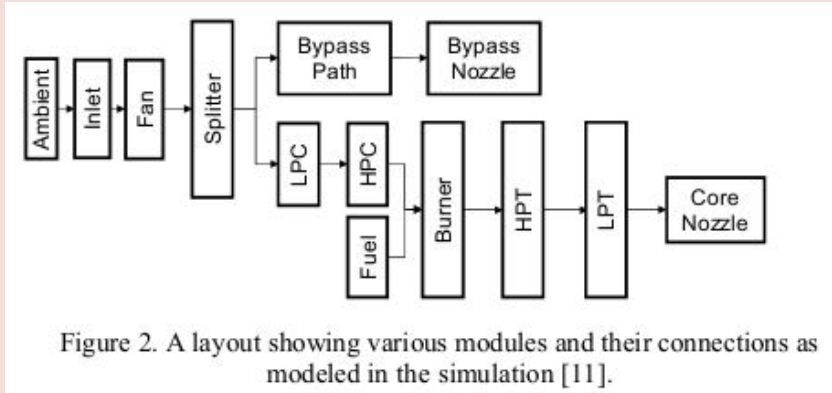 Ambient
Inlet
Fan
Splitter
Bypass
Path
Bypass
Nozzle
LPC
HPC
Fuel
Burner
HPT
LPT
Core
Nozzle
Figure 2. A layout showing various modules and their connections as
modeled in the simulation [11].